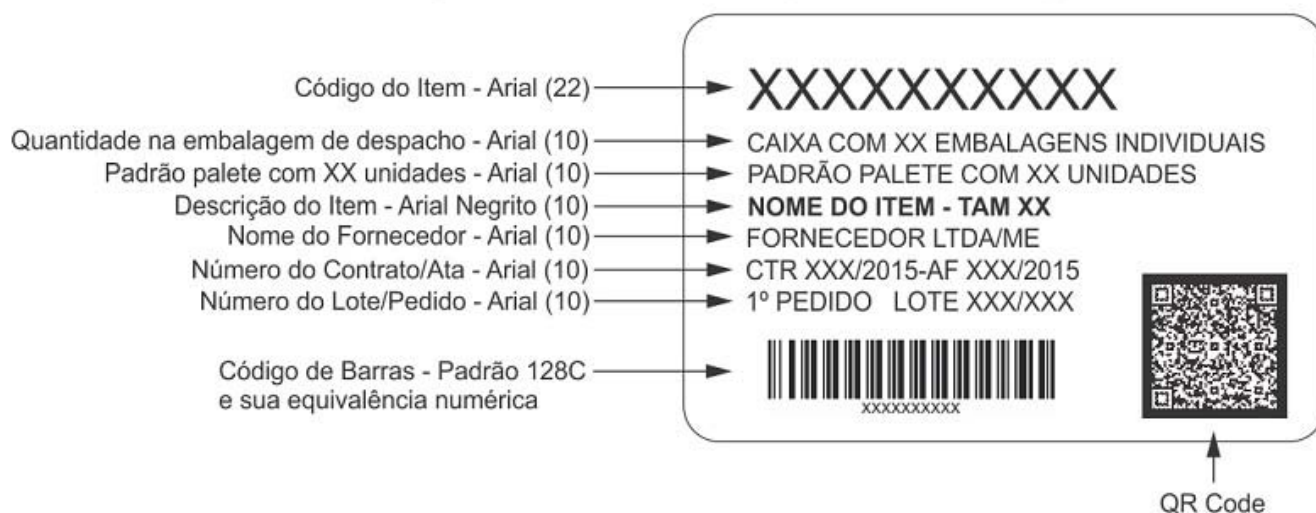 Código do Item - Arial (22)
XXXXXXXXXX
Quantidade na embalagem de despacho - Arial (10)
CAIXA COM XX EMBALAGENS INDIVIDUAIS
Padrão palete com XX unidades - Arial (10)
PADRÃO PALETE COM XX UNIDADES
Descrição do Item - Arial Negrito (10)
NOME DO ITEM - TAM XX
Nome do Fornecedor - Arial (10)
FORNECEDOR LTDA/ME
Número do Contrato/Ata - Arial (10)
CTR XXX/2015-AF XXX/2015
Número do Lote/Pedido - Arial (10)
1º PEDIDO LOTE XXX/XXX
Código de Barras - Padrão 128C
e sua equivalência numérica
XXXXXXXXXX
QR Code